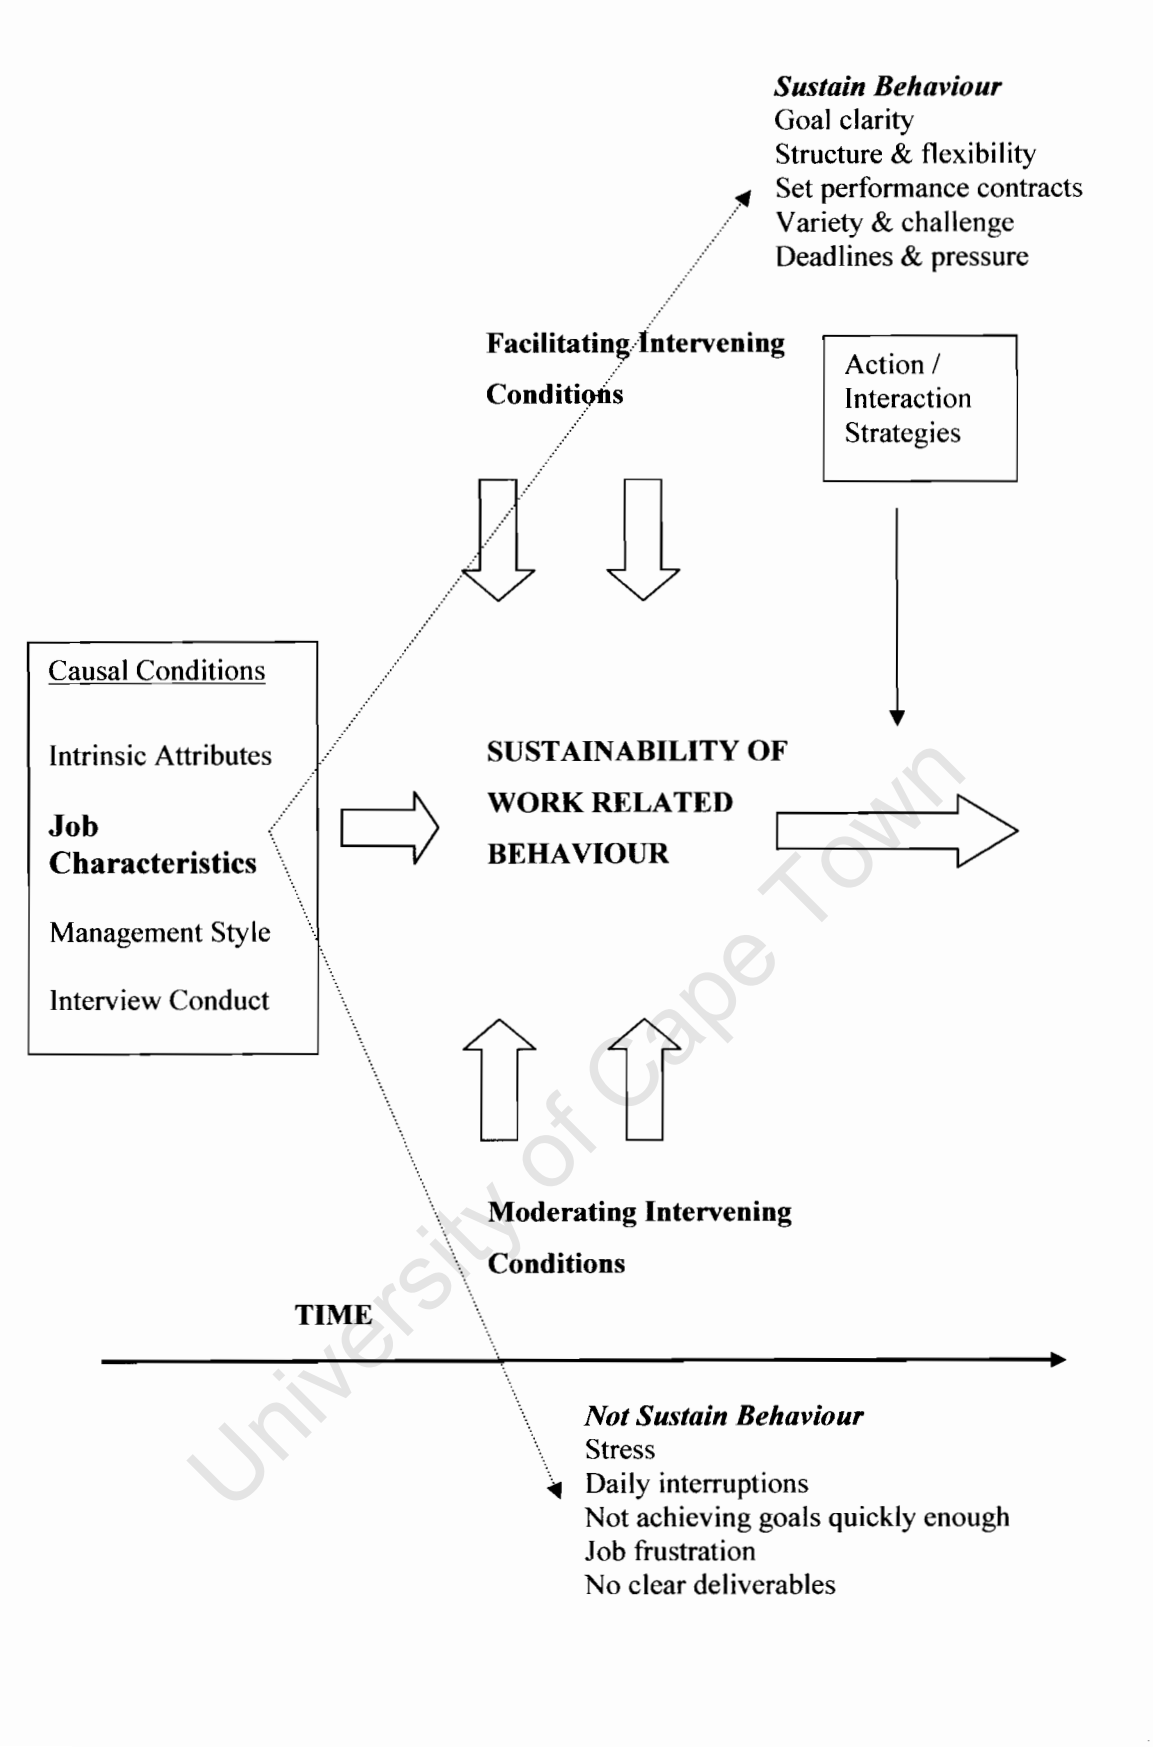 Sustain Behaviour
Goal clarity
Structure & flexibility
Set performance contracts
Variety & challenge
Deadlines & pressure
Facilitating Intervening
Conditions
Action /
Interaction
Strategies
Causal Conditions
Intrinsic Attributes
Job
Characteristics
Management Style
Interview Conduct
SUSTAINABILITY OF
WORK RELATED
BEHAVIOUR
Moderating Intervening
Conditions
TIME
Not Sustain Behaviour
Stress
Daily interruptions
Not achieving goals quickly enough
Job frustration
No clear deliverables
University of Cape Town